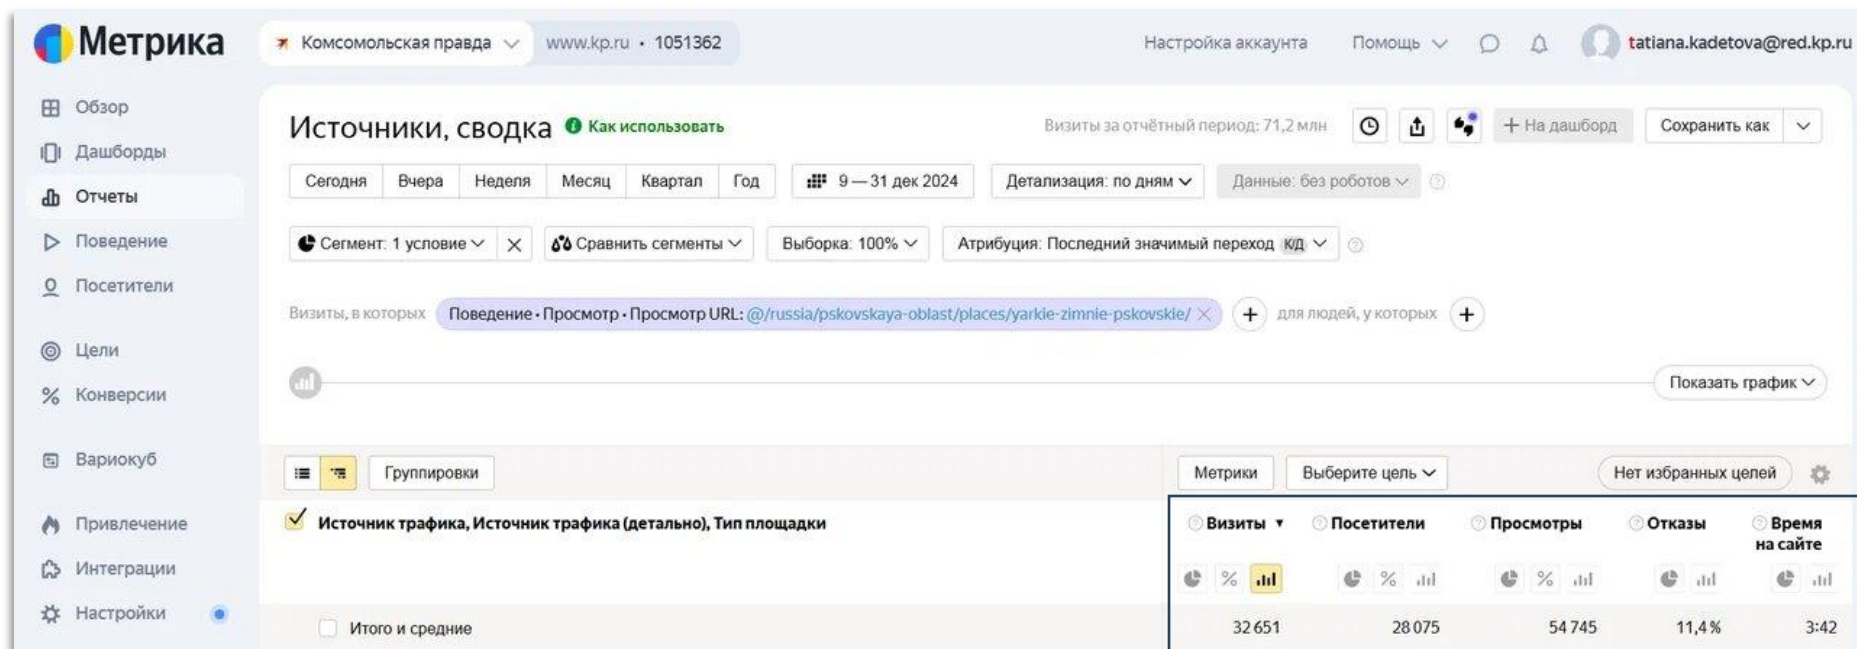 Метрика
Комсомольская правда www.kp.ru • 1051362
Настройка аккаунта Помощь tatiana.kadetova@red.kp.ru
Обзор
Дашборды
Отчеты
Поведение
Посетители
Цели
% Конверсии
Вариокуб
Привлечение
Интеграции
Настройки
Источники, сводка Как использовать
Визиты за отчётный период: 71,2 млн + На дашборд Сохранить как
Сегодня Вчера Неделя Месяц Квартал Год 9 — 31 дек 2024 Детализация: по дням Данные: без роботов ?
Сегмент: 1 условие × Сравнить сегменты Выборка: 100% Атрибуция: Последний значимый переход К/Д ?
Визиты, в которых Поведение • Просмотр • Просмотр URL: @/russia/pskovskaya-oblast/places/yarkie-zimnie-pskovskie/ × + для людей, у которых +
Показать график
Группировки Метрики Выберите цель Нет избранных целей
Источник трафика, Источник трафика (детально), Тип площадки
? Визиты ▼ ? Посетители ? Просмотры ? Отказы ? Время
на сайте
% % %
Итого и средние 32 651 28 075 54 745 11,4 % 3:42